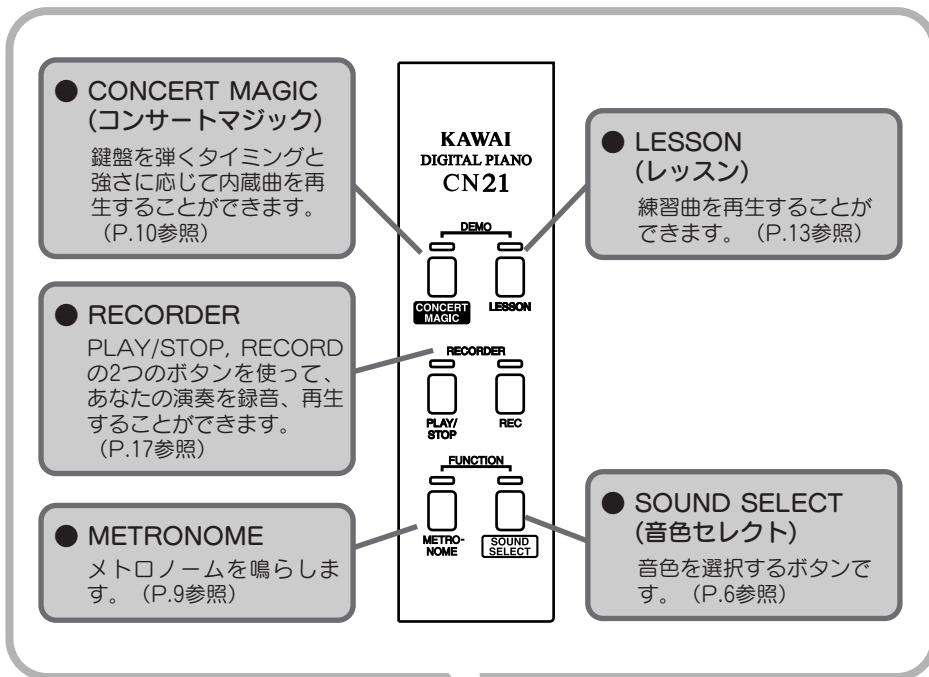 ● CONCERT MAGIC
(コンサートマジック)
鍵盤を弾くタイミングと
強さに応じて内蔵曲を再
生することができます。
(P.10参照)
● RECORDER
PLAY/STOP, RECORD
の2つのボタンを使って、
あなたの演奏を録音、再生
することができます。
(P.17参照)
● METRONOME
メトロノームを鳴らしま
す。 (P.9参照)
KAWAI
DIGITAL PIANO
CN21
DEMO
CONCERT
MAGIC
LESSON
RECORDER
PLAY/
STOP
REC
FUNCTION
METRO-
NOME
SOUND
SELECT
● LESSON
(レッスン)
練習曲を再生することが
できます。 (P.13参照)
● SOUND SELECT
(音色セレクト)
音色を選択するボタンで
す。 (P.6参照)